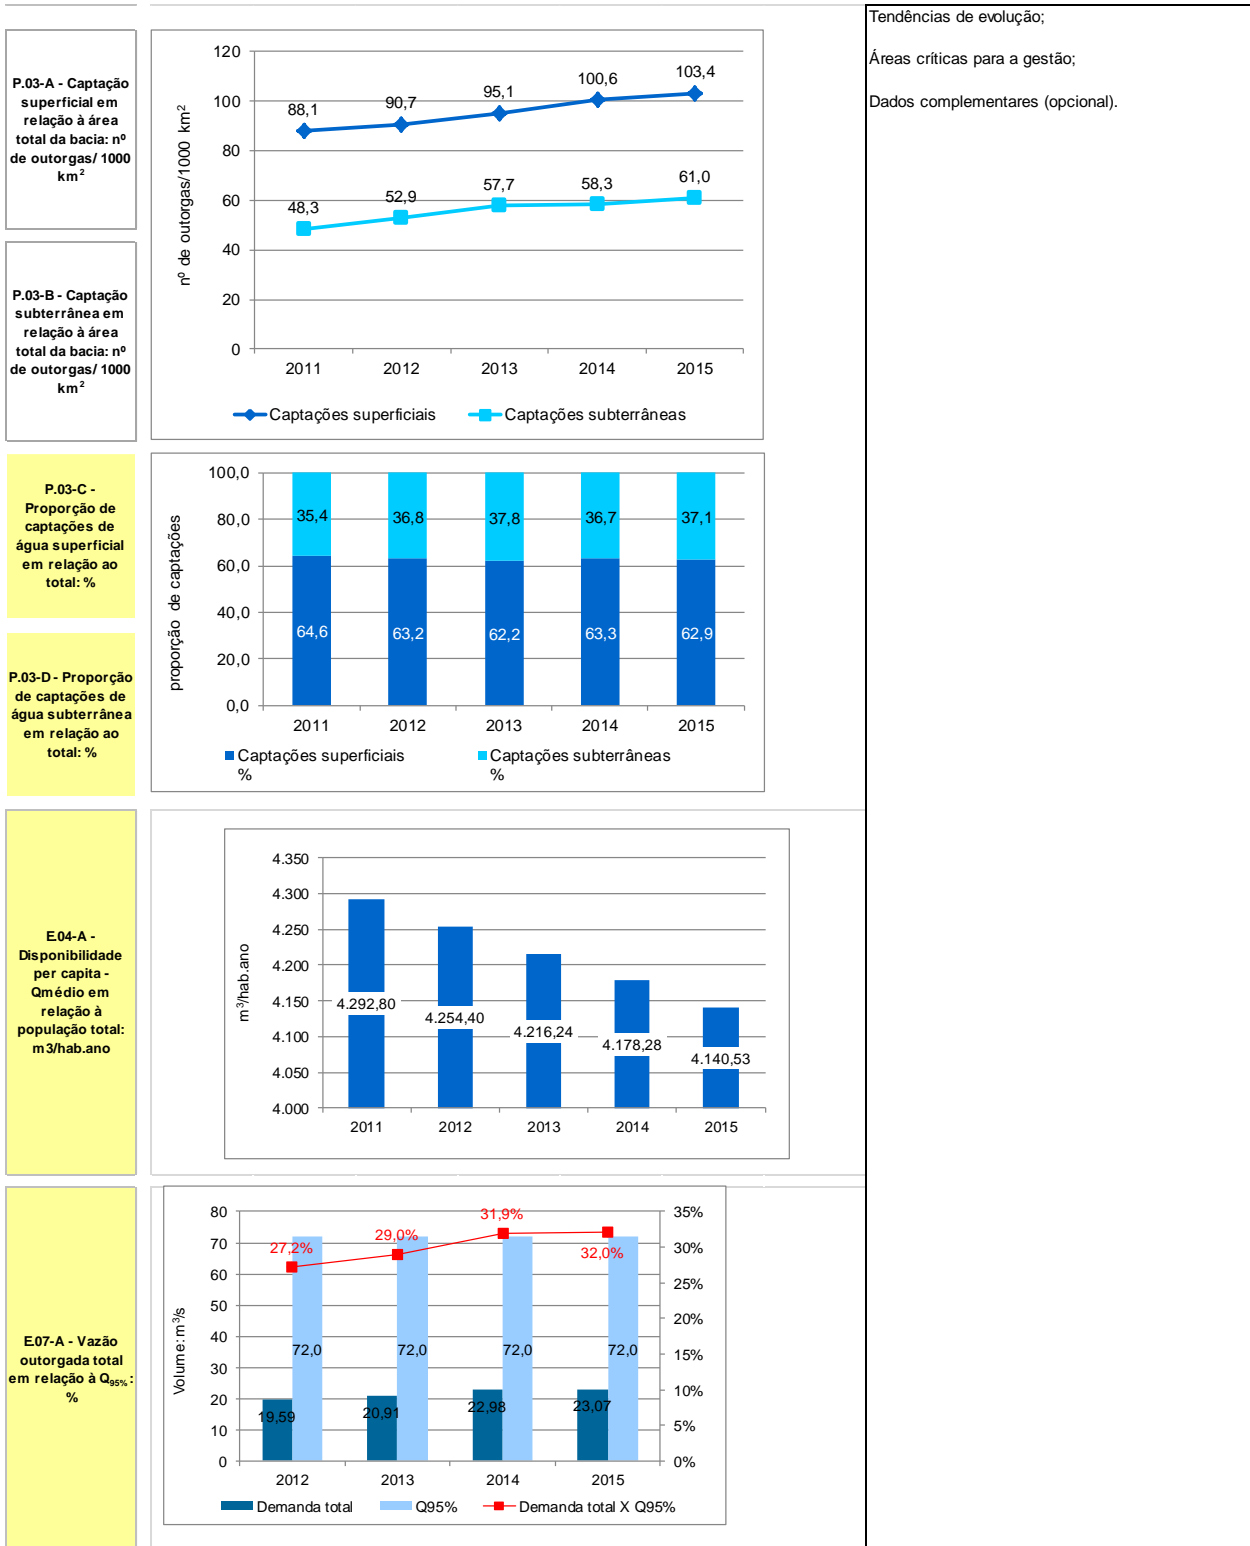 Tendências de evolução;
Áreas críticas para a gestão;
Dados complementares (opcional).
P.03-A - Captação
superficial em
relação à área
total da bacia: nº
de outorgas/ 1000
km²
P.03-B - Captação
subterrânea em
relação à área
total da bacia: nº
de outorgas/ 1000
km²
nº de outorgas/1000 km²
120
100
80
60
40
20
0
88,1
90,7
95,1
100,6
103,4
48,3
52,9
57,7
58,3
61,0
2011
2012
2013
2014
2015
Captações superficiais
Captações subterrâneas
P.03-C -
Proporção de
captações de
água superficial
em relação ao
total: %
P.03-D - Proporção
de captações de
água subterrânea
em relação ao
total: %
proporção de captações
100,0
80,0
60,0
40,0
20,0
0,0
35,4
36,8
37,8
36,7
37,1
64,6
63,2
62,2
63,3
62,9
2011
2012
2013
2014
2015
Captações superficiais
%
Captações subterrâneas
%
E.04-A -
Disponibilidade
per capita -
Qmédio em
relação à
população total:
m3/hab.ano
m³/hab.ano
4.350
4.300
4.250
4.200
4.150
4.100
4.050
4.000
4.292,80
4.254,40
4.216,24
4.178,28
4.140,53
2011
2012
2013
2014
2015
E.07-A - Vazão
outorgada total
em relação à Q95% :
%
Volume: m³/s
80
70
60
50
40
30
20
10
0
27,2%
29,0%
31,9%
32,0%
72,0
72,0
72,0
72,0
19,59
20,91
22,98
23,07
35%
30%
25%
20%
15%
10%
5%
0%
2012
2013
2014
2015
Demanda total
Q95%
Demanda total X Q95%